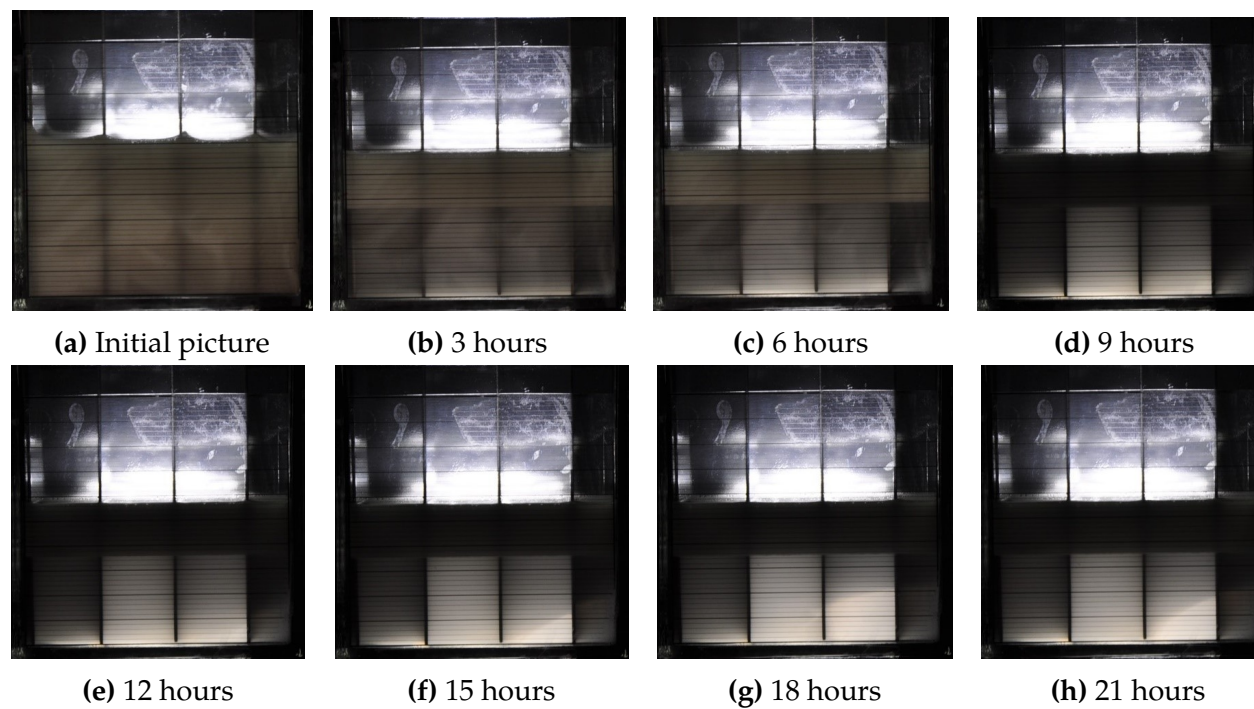 (a) Initial picture
(b) 3 hours
(c) 6 hours
(d) 9 hours
(e) 12 hours
(f) 15 hours
(g) 18 hours
(h) 21 hours